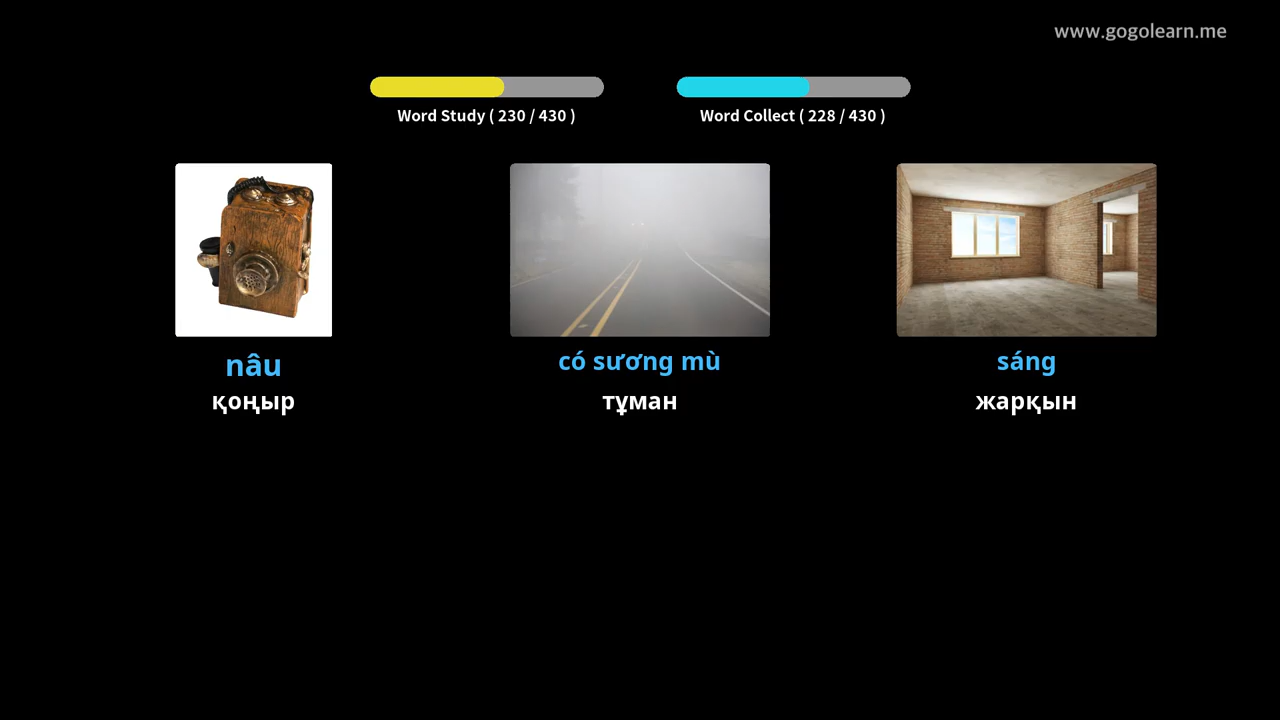 www.gogolearn.me
Word Study ( 230 / 430 )
Word Collect ( 228 / 430 )
nâu
có sương mù
sáng
қоңыр
тұман
жарқын